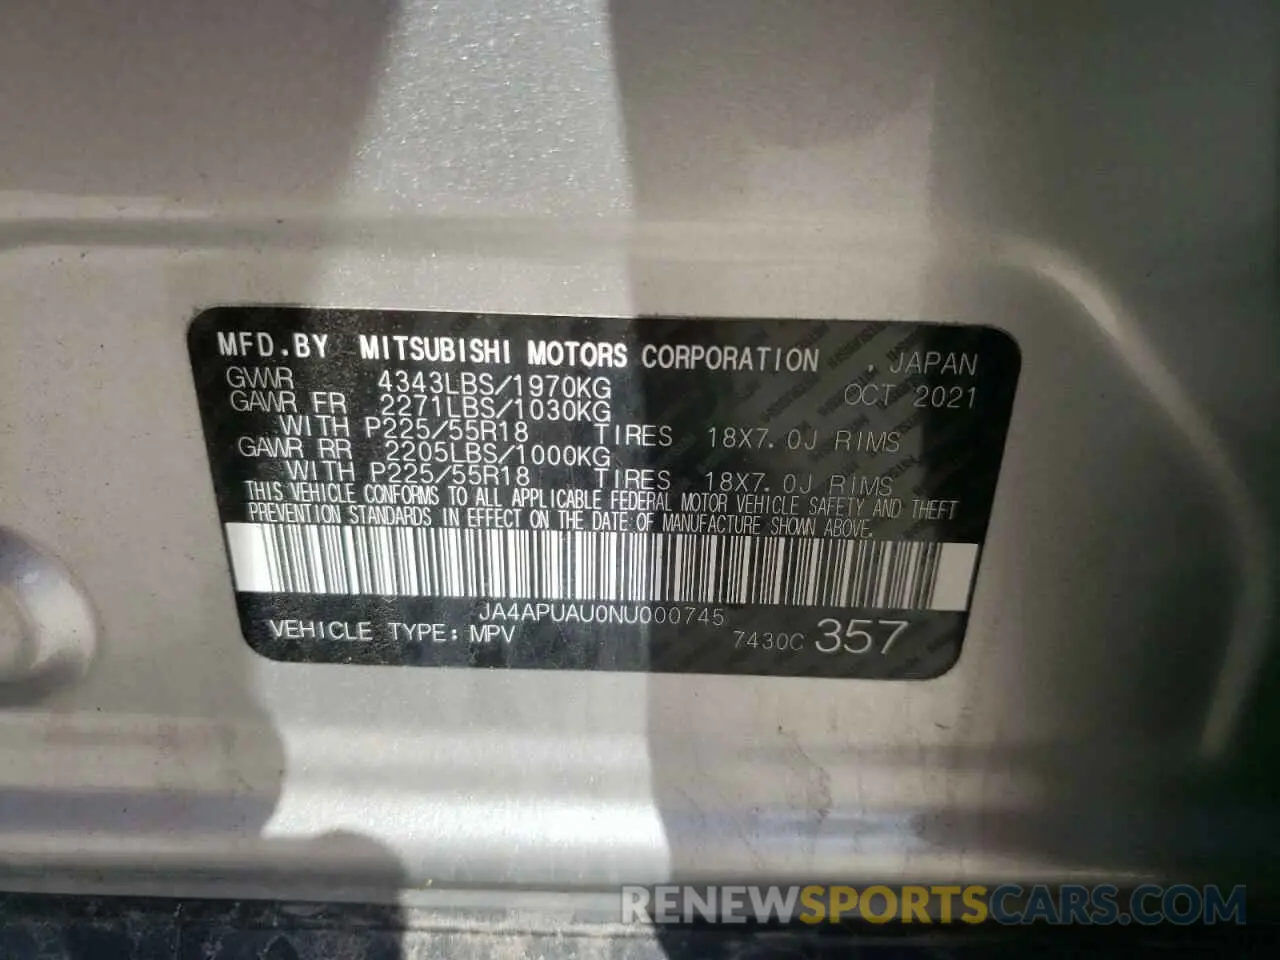 MFD.BY MITSUBISHI MOTORS CORPORATION . JAPAN
GVWR 4343LBS/1970KG OCT 2021
GAWR FR 2271LBS/1030KG
WITH P225/55R18 TIRES 18X7.0J RIMS
GAWR RR 2205LBS/1000KG
WITH P225/55R18 TIRES 18X7.0J RIMS
THIS VEHICLE CONFORMS TO ALL APPLICABLE FEDERAL MOTOR VEHICLE SAFETY AND THEFT
PREVENTION STANDARDS IN EFFECT ON THE DATE OF MANUFACTURE SHOWN ABOVE.
JA4APUAU0NU000745
VEHICLE TYPE: MPV 7430C 357
RENEWSPORTSCARS.COM